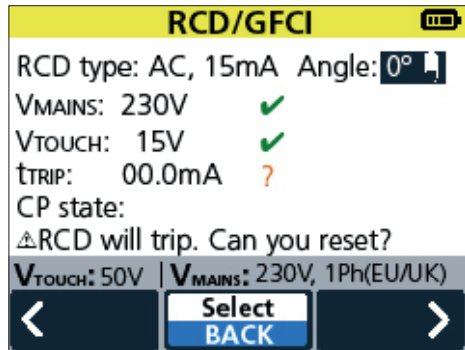 RCD/GFCI
RCD type: AC, 15mA Angle: 0°
VMAINS: 230V ✔
VTOUCH: 15V ✔
tTRIP: 00.0mA ?
CP state:
⚠RCD will trip. Can you reset?
VTOUCH: 50V | VMAINS: 230V, 1Ph(EU/UK)
< Select >
BACK